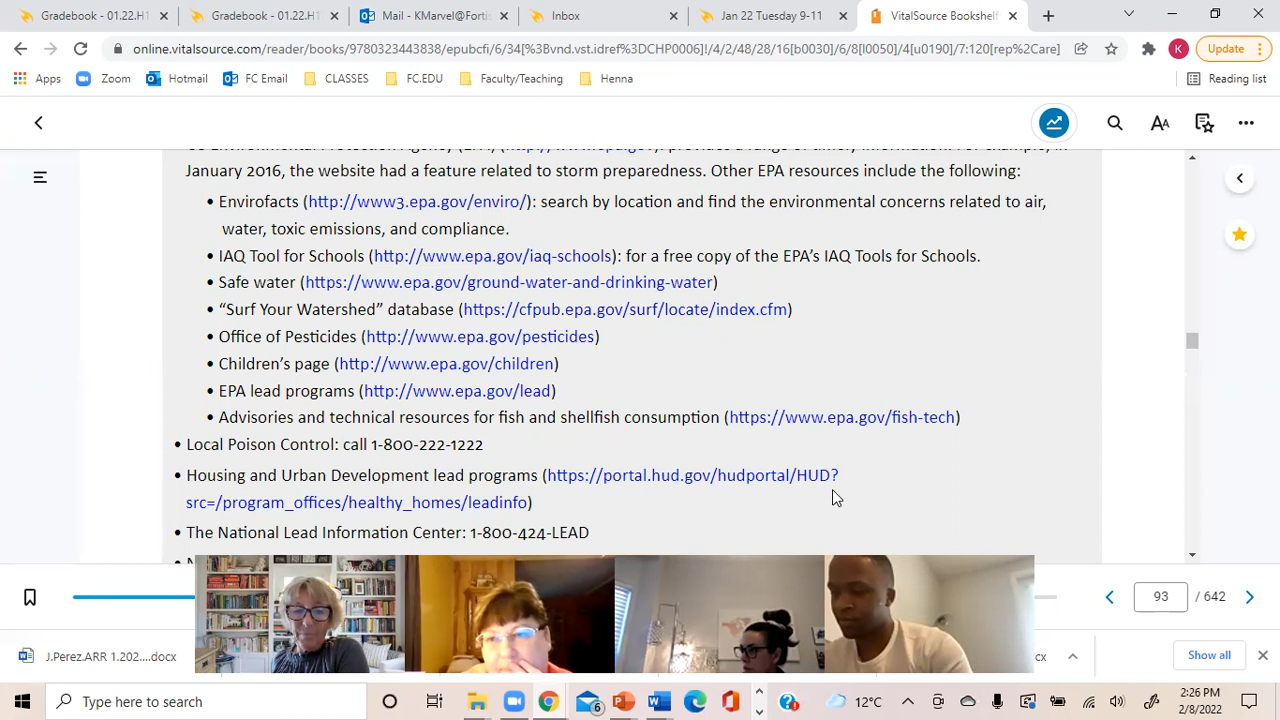 Gradebook - 01.22.H1
Gradebook - 01.22.H1
Mail - KMarvel@Fortis
Inbox
Jan 22 Tuesday 9-11
VitalSource Bookshelf
online.vitalsource.com/reader/books/9780323443838/epubcfi/6/34[%3Bvnd.vst.idref%3DCHP0006]!/4/2/48/28/16[b0030]/6/8[l0050]/4[u0190]/7:120[rep%2Care]
K
Update
Apps
Zoom
Hotmail
FC Email
CLASSES
FC.EDU
Faculty/Teaching
Henna
Reading list
January 2016, the website had a feature related to storm preparedness. Other EPA resources include the following:
• Envirofacts (http://www3.epa.gov/enviro/): search by location and find the environmental concerns related to air,
water, toxic emissions, and compliance.
• IAQ Tool for Schools (http://www.epa.gov/iaq-schools): for a free copy of the EPA’s IAQ Tools for Schools.
• Safe water (https://www.epa.gov/ground-water-and-drinking-water)
• “Surf Your Watershed” database (https://cfpub.epa.gov/surf/locate/index.cfm)
• Office of Pesticides (http://www.epa.gov/pesticides)
• Children’s page (http://www.epa.gov/children)
• EPA lead programs (http://www.epa.gov/lead)
• Advisories and technical resources for fish and shellfish consumption (https://www.epa.gov/fish-tech)
• Local Poison Control: call 1-800-222-1222
• Housing and Urban Development lead programs (https://portal.hud.gov/hudportal/HUD?
src=/program_offices/healthy_homes/leadinfo)
• The National Lead Information Center: 1-800-424-LEAD
93 / 642
J.Perez.ARR 1.202....docx
cx
Show all
Type here to search
6
12°C
2:26 PM
2/8/2022